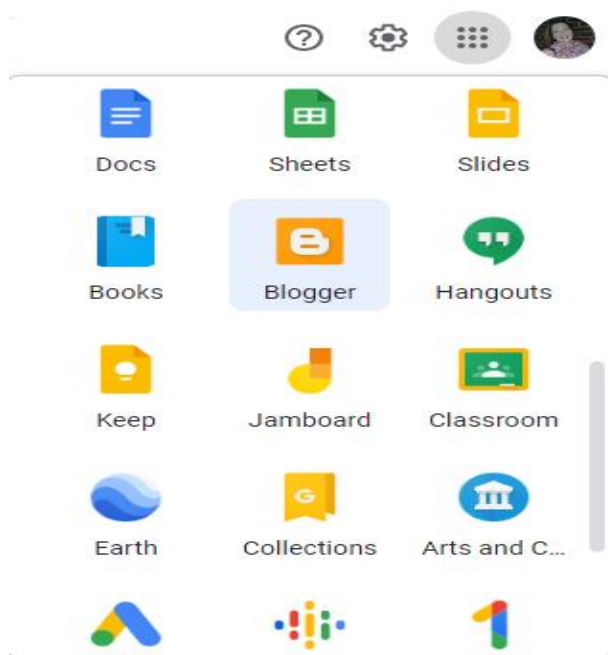 Docs Sheets Slides
Books Blogger Hangouts
Keep Jamboard Classroom
G
Earth Collections Arts and C...